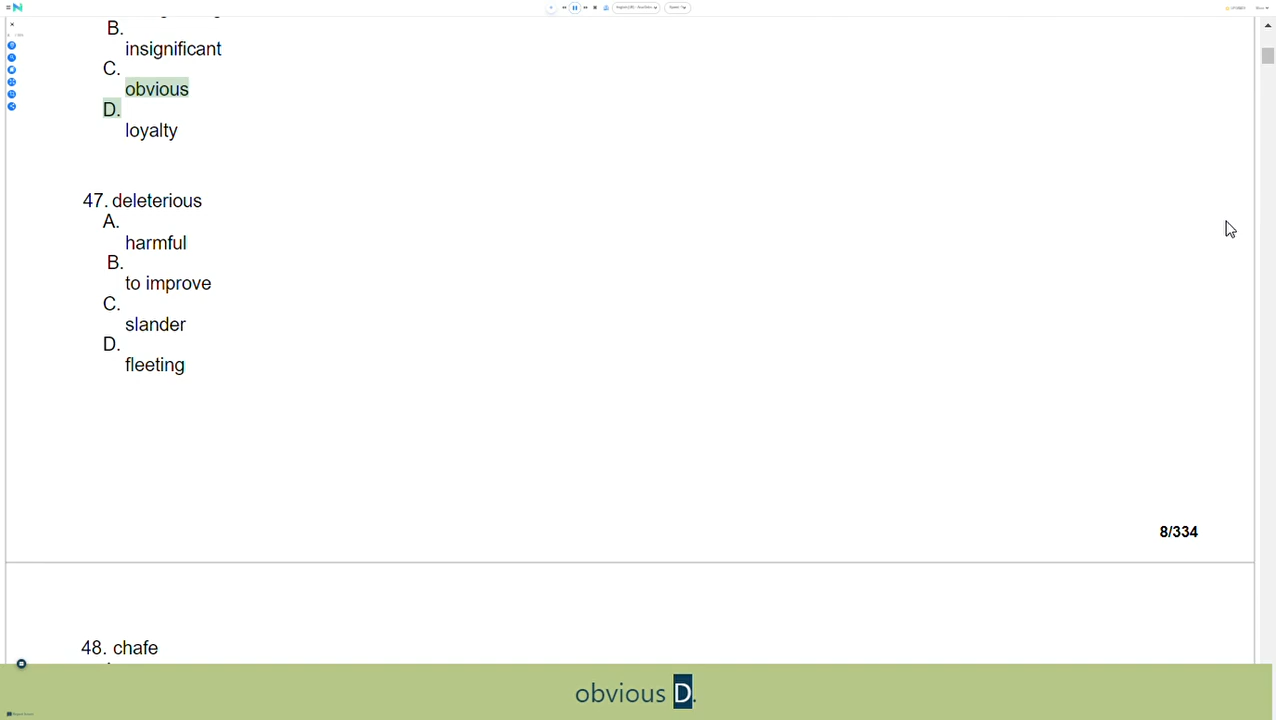 B.
insignificant
C.
obvious
D.
loyalty
47. deleterious
A.
harmful
B.
to improve
C.
slander
D.
fleeting
8/334
48. chafe
obvious D.